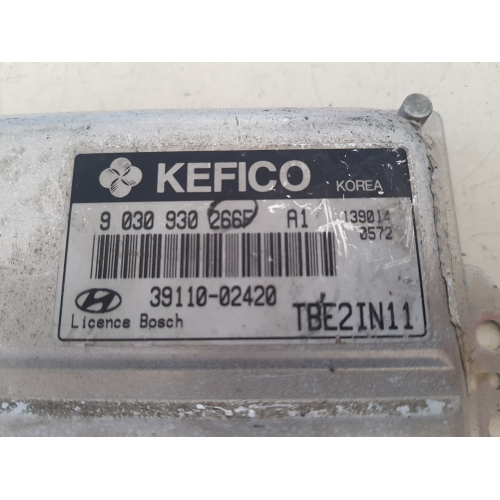 KEFICO KOREA
9 030 930 266F A1 139014
0572
39110-02420
Licence Bosch TBE2IN11